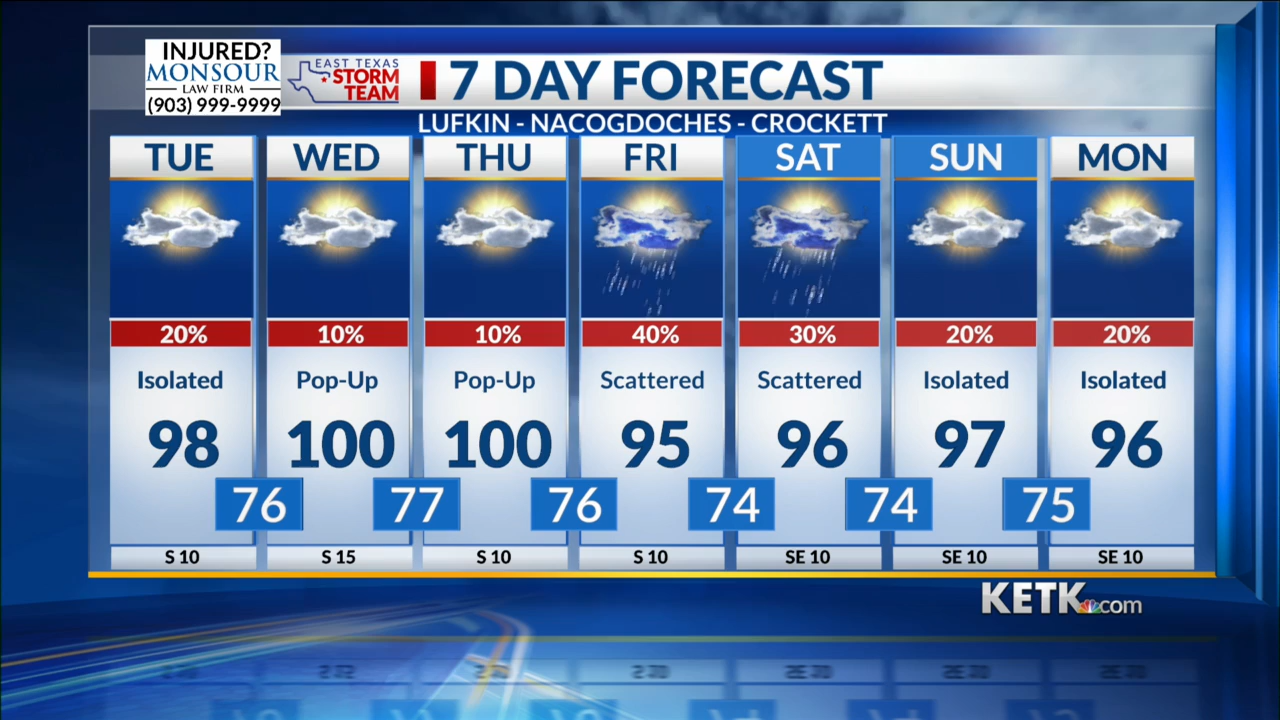 INJURED?
MONSOUR
LAW FIRM
(903) 999-9999
EAST TEXAS
STORM
TEAM
7 DAY FORECAST
LUFKIN - NACOGDOCHES - CROCKETT
TUE WED THU FRI SAT SUN MON
20% 10% 10% 40% 30% 20% 20%
Isolated Pop-Up Pop-Up Scattered Scattered Isolated Isolated
98 100 100 95 96 97 96
76 77 76 74 74 75
S 10 S 15 S 10 S 10 SE 10 SE 10 SE 10
KETK.com